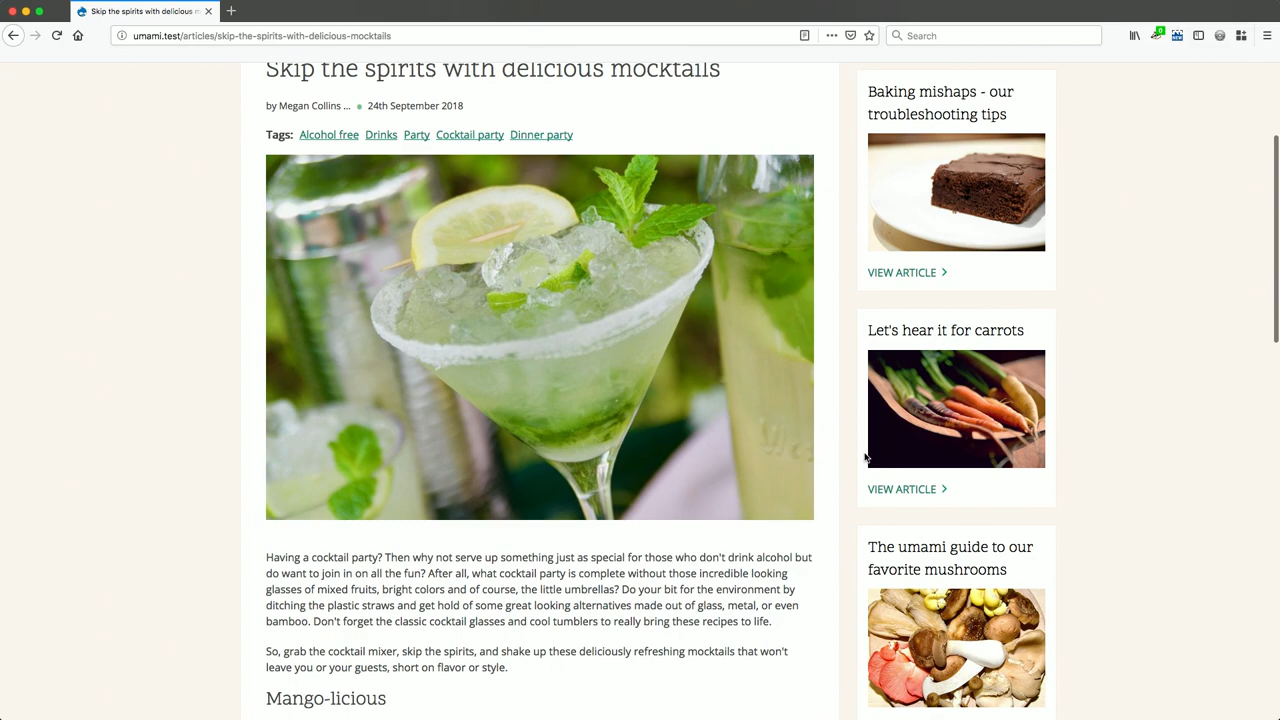 Skip the spirits with delicious m
umami.test/articles/skip-the-spirits-with-delicious-mocktails
Search
0
Skip the spirits with delicious mocktails
by Megan Collins ... 24th September 2018
Tags: Alcohol free Drinks Party Cocktail party Dinner party
Having a cocktail party? Then why not serve up something just as special for those who don't drink alcohol but
do want to join in on all the fun? After all, what cocktail party is complete without those incredible looking
glasses of mixed fruits, bright colors and of course, the little umbrellas? Do your bit for the environment by
ditching the plastic straws and get hold of some great looking alternatives made out of glass, metal, or even
bamboo. Don't forget the classic cocktail glasses and cool tumblers to really bring these recipes to life.
So, grab the cocktail mixer, skip the spirits, and shake up these deliciously refreshing mocktails that won't
leave you or your guests, short on flavor or style.
Mango-licious
Baking mishaps - our
troubleshooting tips
VIEW ARTICLE
Let's hear it for carrots
VIEW ARTICLE
The umami guide to our
favorite mushrooms